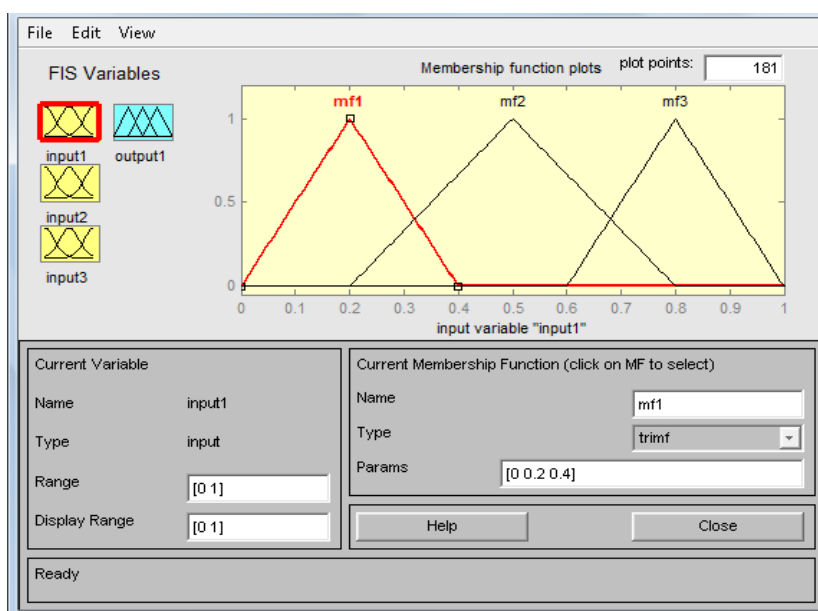 File Edit View
FIS Variables
Membership function plots plot points: 181
input1 output1
input2
input3
mf1 mf2 mf3
1
0.5
0
0 0.1 0.2 0.3 0.4 0.5 0.6 0.7 0.8 0.9 1
input variable "input1"
Current Variable
Name input1
Type input
Range [0 1]
Display Range [0 1]
Current Membership Function (click on MF to select)
Name mf1
Type trimf
Params [0 0.2 0.4]
Help Close
Ready